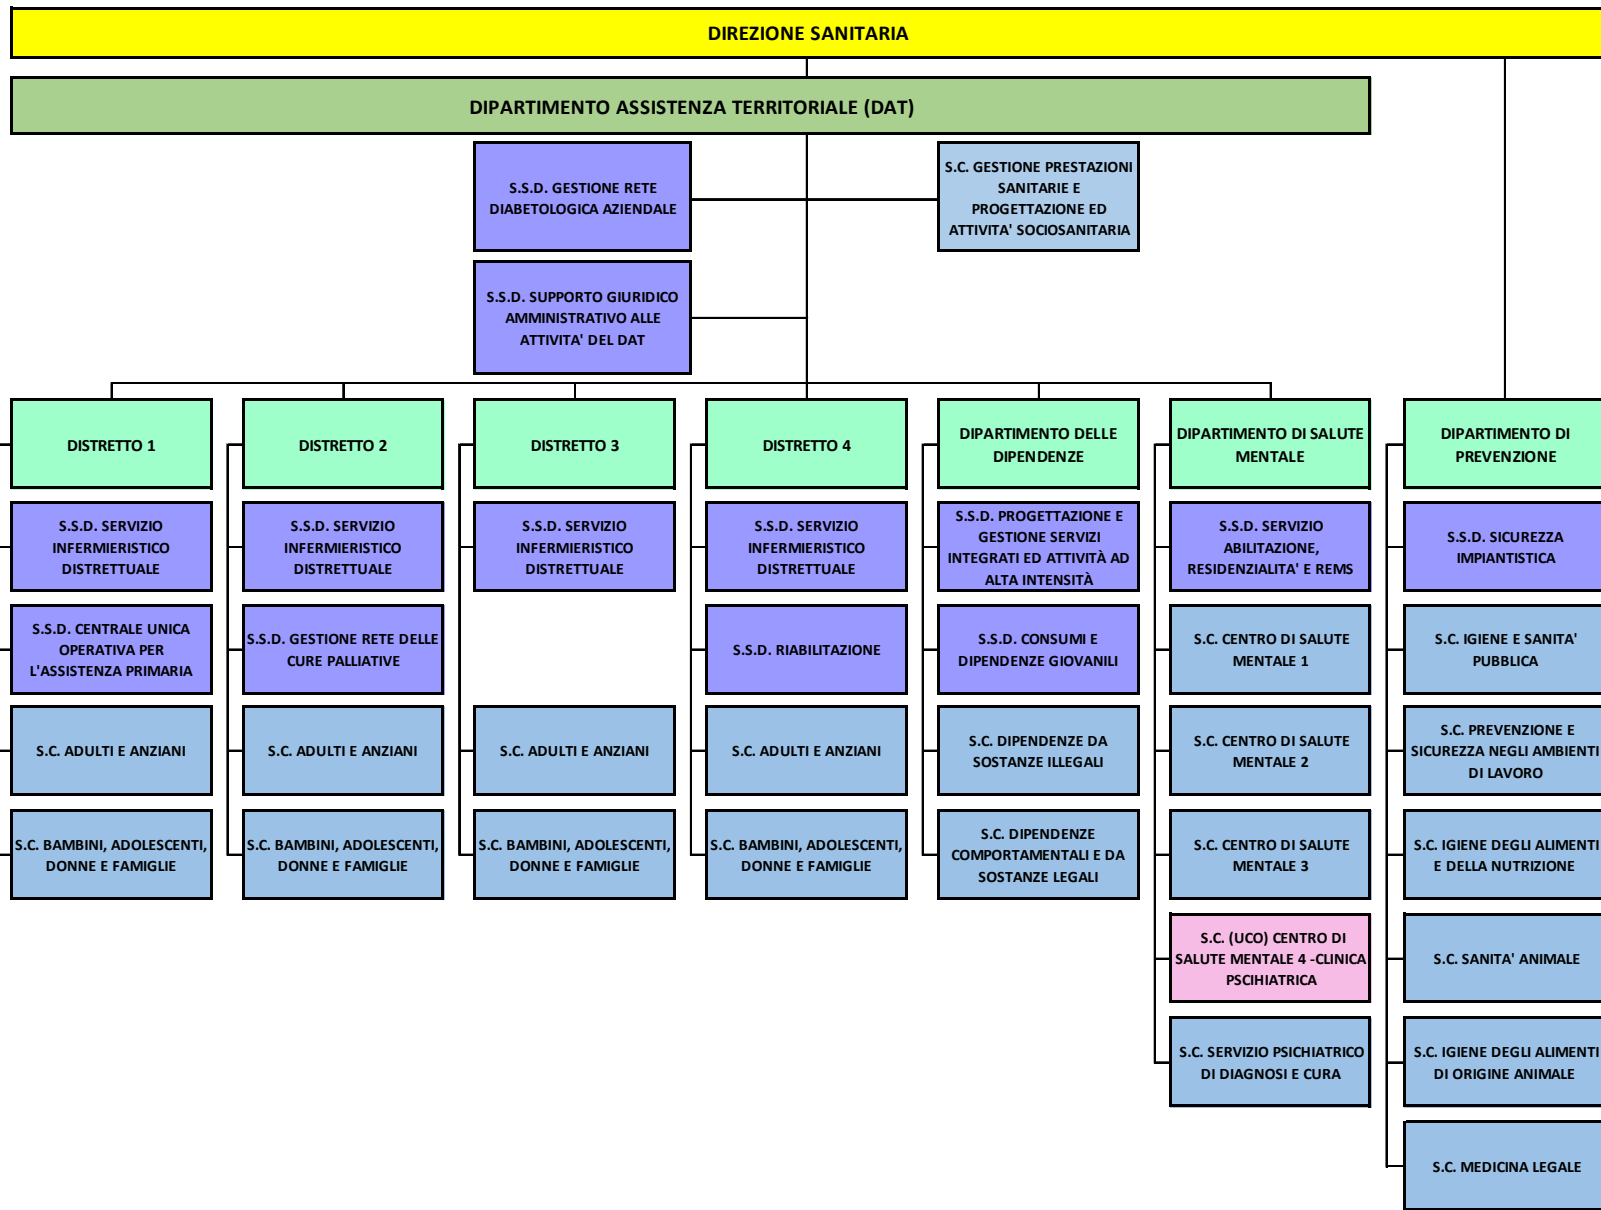 DIREZIONE SANITARIA
DIPARTIMENTO ASSISTENZA TERRITORIALE (DAT)
S.S.D. GESTIONE RETE
DIABETOLOGICA AZIENDALE
S.C. GESTIONE PRESTAZIONI
SANITARIE E
PROGETTAZIONE ED
ATTIVITA' SOCIOSANITARIA
S.S.D. SUPPORTO GIURIDICO
AMMINISTRATIVO ALLE
ATTIVITA' DEL DAT
DISTRETTO 1
S.S.D. SERVIZIO
INFERMIERISTICO
DISTRETTUALE
S.S.D. CENTRALE UNICA
OPERATIVA PER
L'ASSISTENZA PRIMARIA
S.C. ADULTI E ANZIANI
S.C. BAMBINI, ADOLESCENTI,
DONNE E FAMIGLIE
DISTRETTO 2
S.S.D. SERVIZIO
INFERMIERISTICO
DISTRETTUALE
S.S.D. GESTIONE RETE DELLE
CURE PALLIATIVE
S.C. ADULTI E ANZIANI
S.C. BAMBINI, ADOLESCENTI,
DONNE E FAMIGLIE
DISTRETTO 3
S.S.D. SERVIZIO
INFERMIERISTICO
DISTRETTUALE
S.C. ADULTI E ANZIANI
S.C. BAMBINI, ADOLESCENTI,
DONNE E FAMIGLIE
DISTRETTO 4
S.S.D. SERVIZIO
INFERMIERISTICO
DISTRETTUALE
S.S.D. RIABILITAZIONE
S.C. ADULTI E ANZIANI
S.C. BAMBINI, ADOLESCENTI,
DONNE E FAMIGLIE
DIPARTIMENTO DELLE
DIPENDENZE
S.S.D. PROGETTAZIONE E
GESTIONE SERVIZI
INTEGRATI ED ATTIVITÀ AD
ALTA INTENSITÀ
S.S.D. CONSUMI E
DIPENDENZE GIOVANILI
S.C. DIPENDENZE DA
SOSTANZE ILLEGALI
S.C. DIPENDENZE
COMPORTAMENTALI E DA
SOSTANZE LEGALI
DIPARTIMENTO DI SALUTE
MENTALE
S.S.D. SERVIZIO
ABILITAZIONE,
RESIDENZIALITA' E REMS
S.C. CENTRO DI SALUTE
MENTALE 1
S.C. CENTRO DI SALUTE
MENTALE 2
S.C. CENTRO DI SALUTE
MENTALE 3
S.C. (UCO) CENTRO DI
SALUTE MENTALE 4 -CLINICA
PSCIHIATRICA
S.C. SERVIZIO PSICHIATRICO
DI DIAGNOSI E CURA
DIPARTIMENTO DI
PREVENZIONE
S.S.D. SICUREZZA
IMPIANTISTICA
S.C. IGIENE E SANITA'
PUBBLICA
S.C. PREVENZIONE E
SICUREZZA NEGLI AMBIENTI
DI LAVORO
S.C. IGIENE DEGLI ALIMENTI
E DELLA NUTRIZIONE
S.C. SANITA' ANIMALE
S.C. IGIENE DEGLI ALIMENTI
DI ORIGINE ANIMALE
S.C. MEDICINA LEGALE